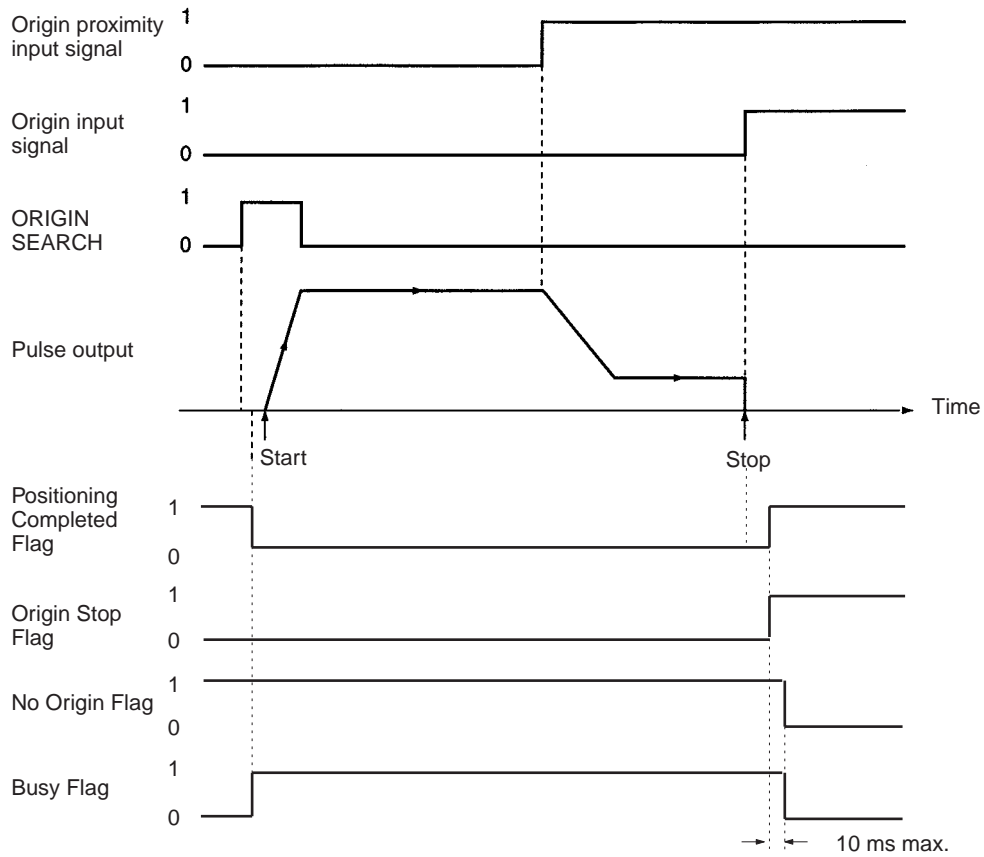 Origin proximity
input signal
1
0
Origin input
signal
1
0
ORIGIN
SEARCH
1
0
Pulse output
Time
Start
Stop
Positioning
Completed
Flag
1
0
Origin Stop
Flag
1
0
No Origin Flag
1
0
Busy Flag
1
0
10 ms max.